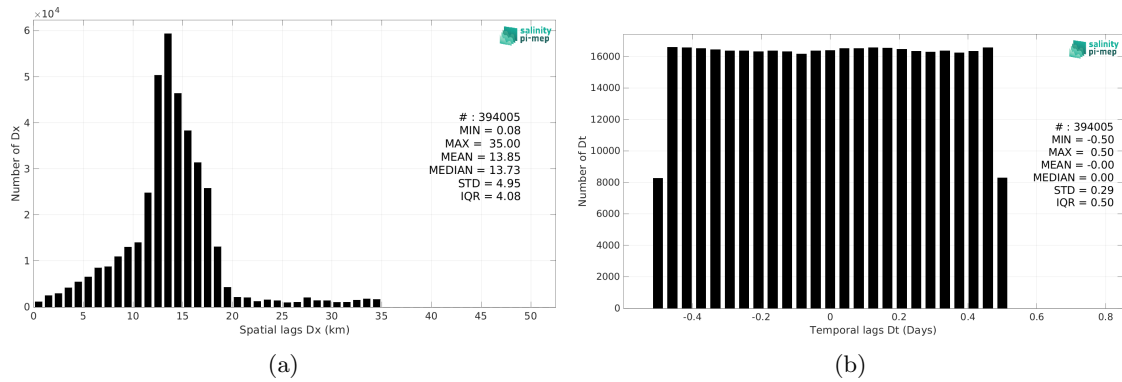 ×10⁴
6
5
4
3
2
1
0
Number of Dx
0 5 10 15 20 25 30 35 40 45 50
Spatial lags Dx (km)
salinity
pi-mep
# : 394005
MIN = 0.08
MAX = 35.00
MEAN = 13.85
MEDIAN = 13.73
STD = 4.95
IQR = 4.08
(a)
16000
14000
12000
10000
8000
6000
4000
2000
0
Number of Dt
-0.4 -0.2 0 0.2 0.4 0.6 0.8
Temporal lags Dt (Days)
salinity
pi-mep
# : 394005
MIN = -0.50
MAX = 0.50
MEAN = -0.00
MEDIAN = 0.00
STD = 0.29
IQR = 0.50
(b)